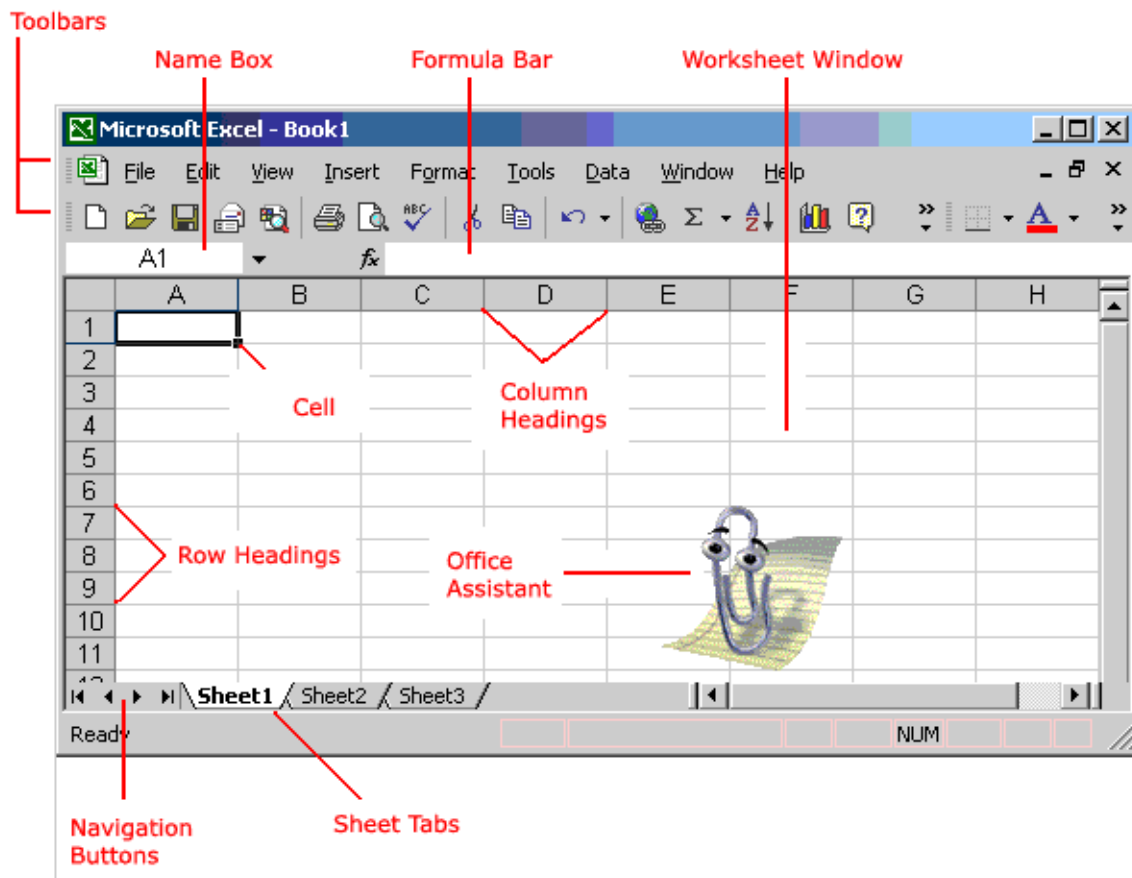 Toolbars
Name Box Formula Bar Worksheet Window
Microsoft Excel - Book1
File Edit View Insert Format Tools Data Window Help
ABC Σ A Z ? » A »
A1 fx
A B C D E F G H
1
2
3
Cell
Column
Headings
4
5
6
7
8
Row Headings
Office
Assistant
9
10
11
12
Sheet1 Sheet2 Sheet3
Ready NUM
Navigation
Buttons
Sheet Tabs